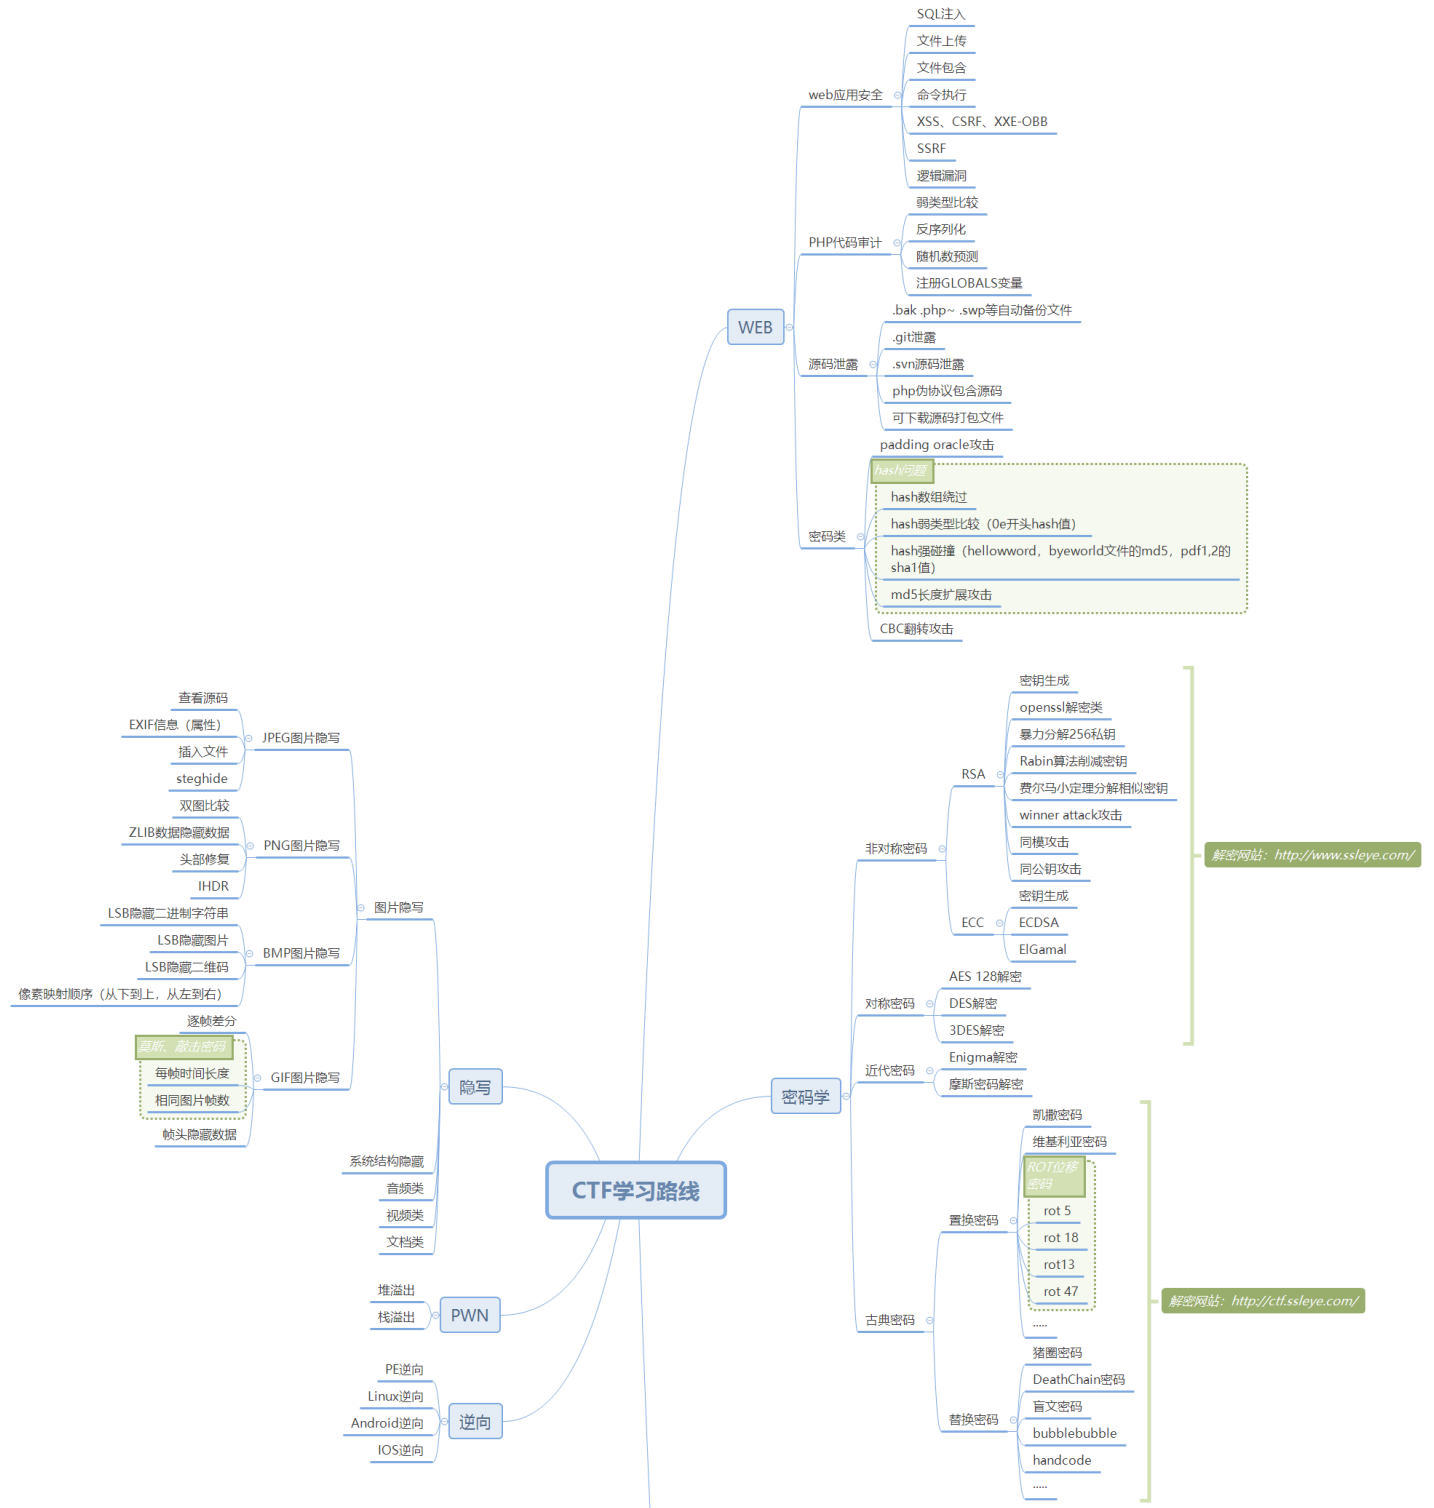 CTF学习路线
WEB
web应用安全
SQL注入
文件上传
文件包含
命令执行
XSS、CSRF、XXE-OBB
SSRF
逻辑漏洞
PHP代码审计
弱类型比较
反序列化
随机数预测
注册GLOBALS变量
源码泄露
.bak .php~ .swp等自动备份文件
.git泄露
.svn源码泄露
php伪协议包含源码
可下载源码打包文件
密码类
padding oracle攻击
hash问题
hash数组绕过
hash弱类型比较（0e开头hash值）
hash强碰撞（hellowword，byeworld文件的md5，pdf1,2的
sha1值）
md5长度扩展攻击
CBC翻转攻击
密码学
非对称密码
RSA
密钥生成
openssl解密类
暴力分解256私钥
Rabin算法削减密钥
费尔马小定理分解相似密钥
winner attack攻击
同模攻击
同公钥攻击
ECC
密钥生成
ECDSA
ElGamal
对称密码
AES 128解密
DES解密
3DES解密
近代密码
Enigma解密
摩斯密码解密
解密网站：http://www.ssleye.com/
古典密码
置换密码
凯撒密码
维基利亚密码
ROT位移
密码
rot 5
rot 18
rot13
rot 47
.....
替换密码
猪圈密码
DeathChain密码
盲文密码
bubblebubble
handcode
.....
解密网站：http://ctf.ssleye.com/
隐写
图片隐写
JPEG图片隐写
查看源码
EXIF信息（属性）
插入文件
steghide
PNG图片隐写
双图比较
ZLIB数据隐藏数据
头部修复
IHDR
BMP图片隐写
LSB隐藏二进制字符串
LSB隐藏图片
LSB隐藏二维码
像素映射顺序（从下到上，从左到右）
GIF图片隐写
逐帧差分
莫斯、敲击密码
每帧时间长度
相同图片帧数
帧头隐藏数据
系统结构隐藏
音频类
视频类
文档类
PWN
堆溢出
栈溢出
逆向
PE逆向
Linux逆向
Android逆向
IOS逆向